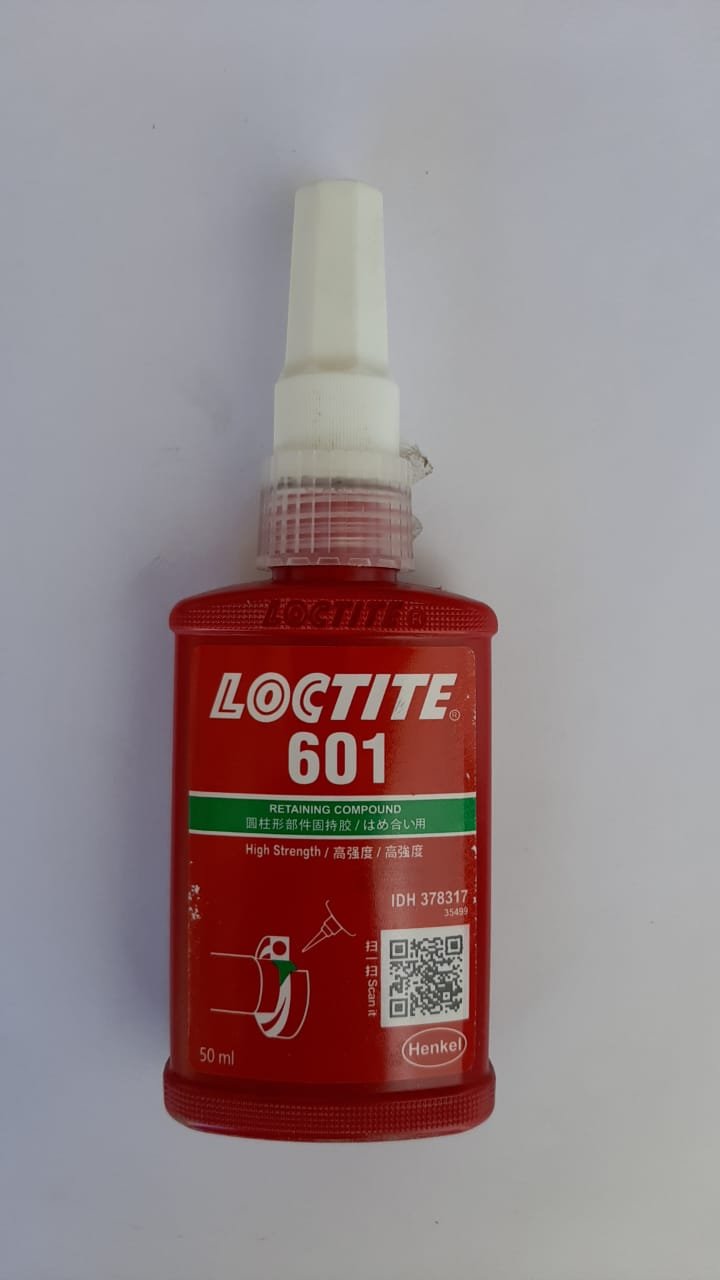 LOCTITE®
LOCTITE®
601
RETAINING COMPOUND
圆柱形部件固持胶 / はめ合い用
High Strength / 高强度 / 高強度
IDH 378317
35499
扫一扫 Scan it
50 ml
Henkel